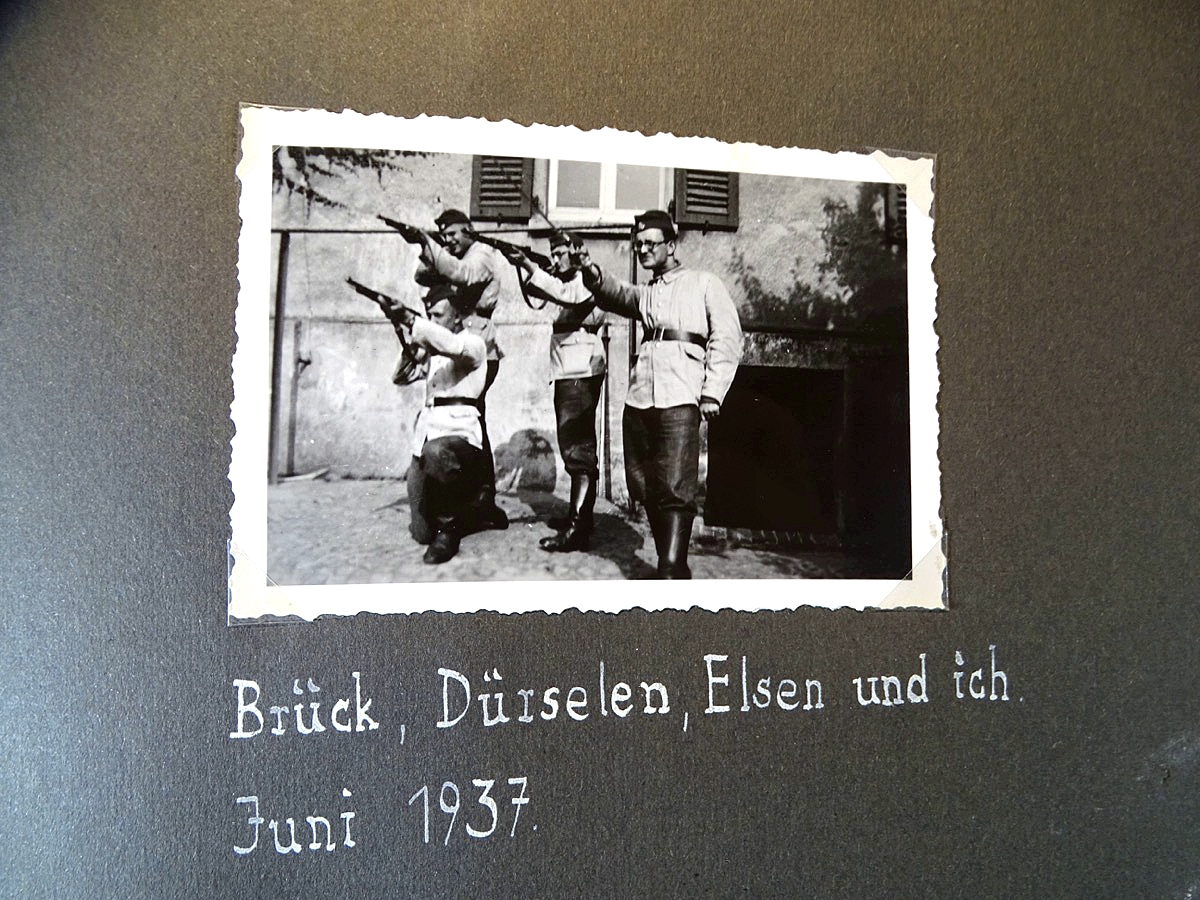 Brück, Dürselen, Elsen und ich.
Juni 1937.